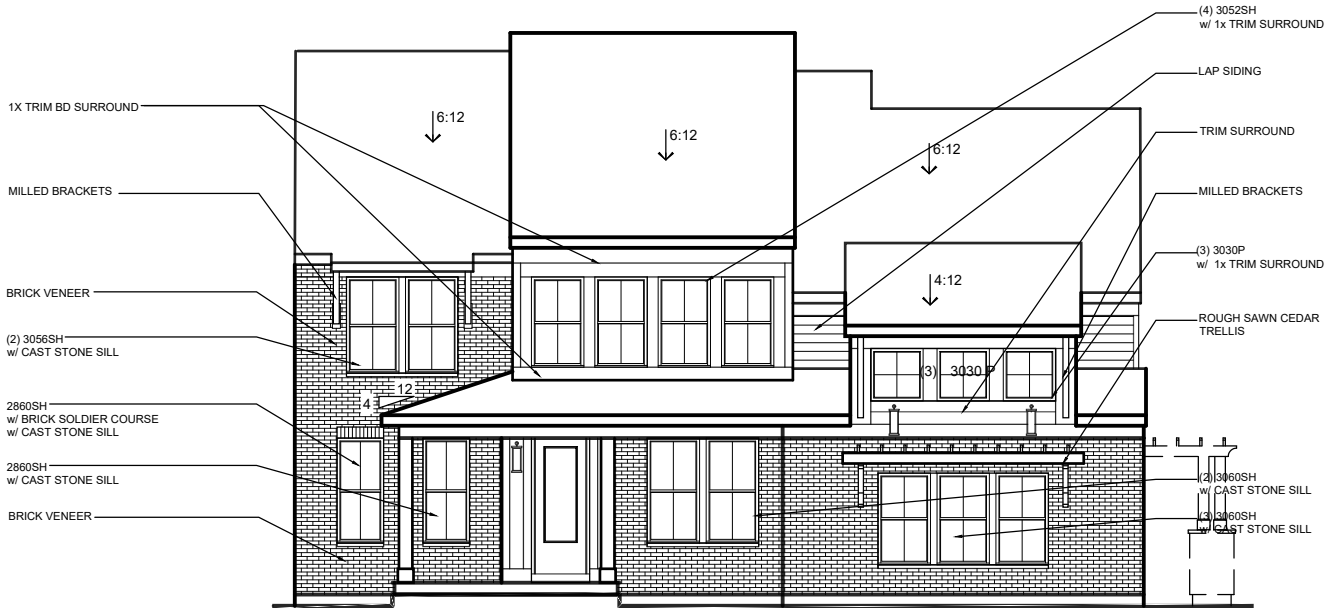 1X TRIM BD SURROUND
MILLED BRACKETS
BRICK VENEER
(2) 3056SH
w/ CAST STONE SILL
2860SH
w/ BRICK SOLDIER COURSE
w/ CAST STONE SILL
2860SH
w/ CAST STONE SILL
BRICK VENEER
6:12
6:12
6:12
4:12
12
4
(3) 3030 P
(4) 3052SH
w/ 1x TRIM SURROUND
LAP SIDING
TRIM SURROUND
MILLED BRACKETS
(3) 3030P
w/ 1x TRIM SURROUND
ROUGH SAWN CEDAR
TRELLIS
(2) 3060SH
w/ CAST STONE SILL
(3) 3060SH
w/ CAST STONE SILL